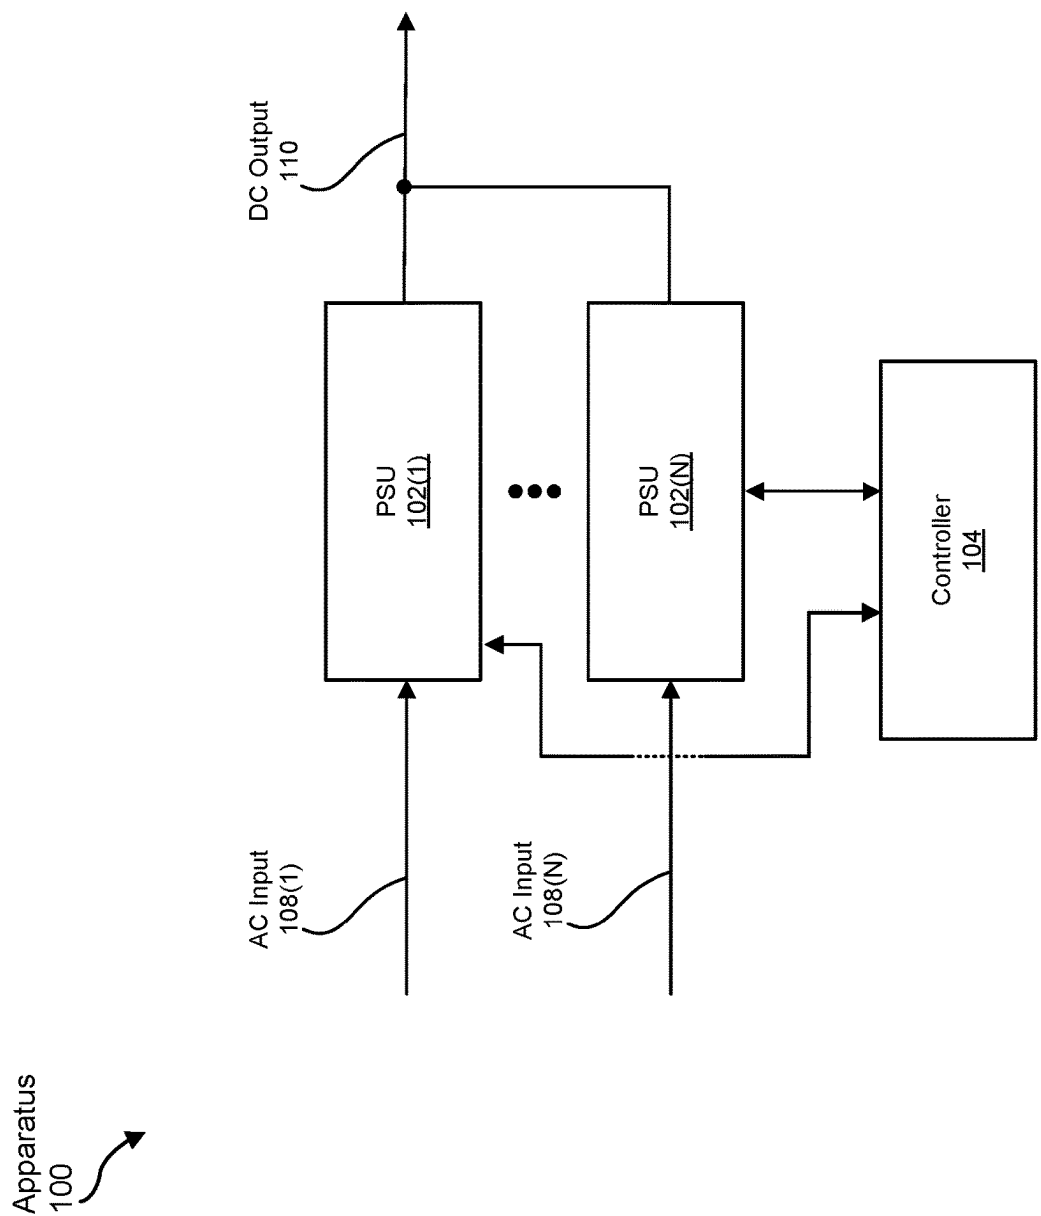 Apparatus
100
AC Input
108(1)
PSU
102(1)
DC Output
110
AC Input
108(N)
PSU
102(N)
Controller
104